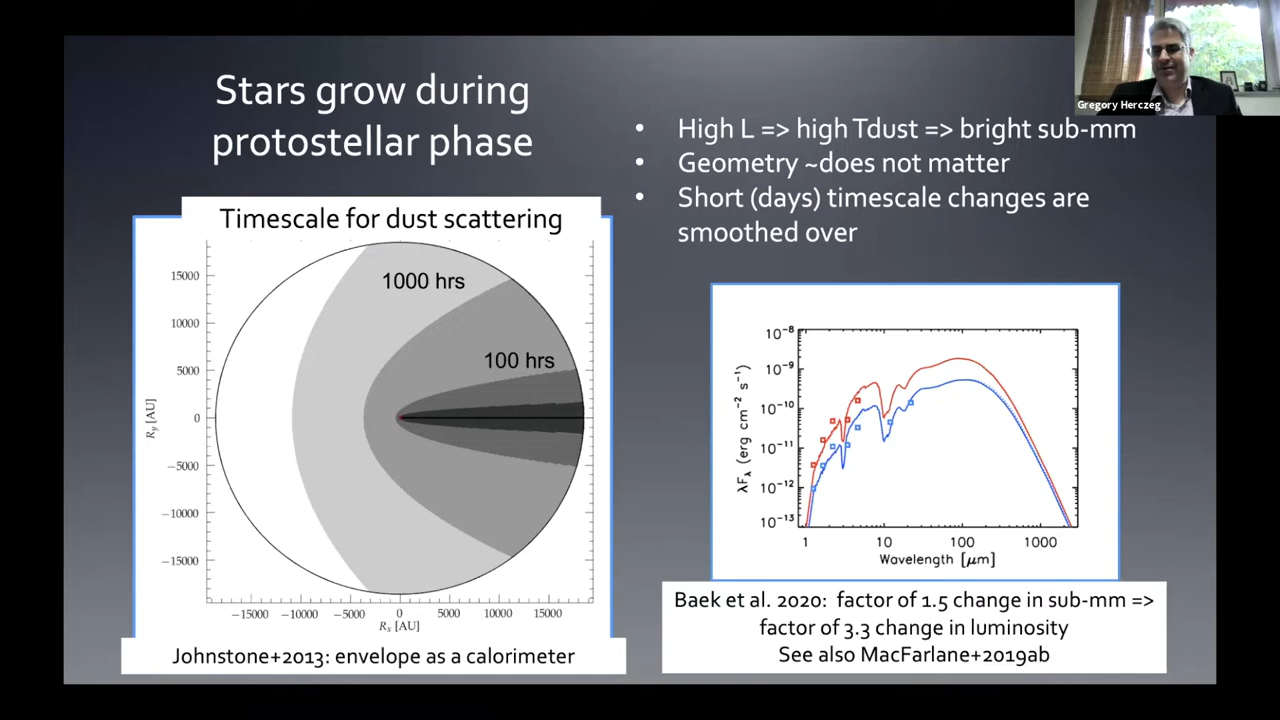 Gregory Herczeg
Stars grow during
protostellar phase
• High L => high Tdust => bright sub-mm
• Geometry ~does not matter
• Short (days) timescale changes are
smoothed over
Timescale for dust scattering
1000 hrs
100 hrs
15000
10000
5000
0
−5000
−10000
−15000
Ry [AU]
−15000 −10000 −5000 0 5000 10000 15000
Rx [AU]
Johnstone+2013: envelope as a calorimeter
10⁻⁸
10⁻⁹
10⁻¹⁰
10⁻¹¹
10⁻¹²
10⁻¹³
λFλ (erg cm⁻² s⁻¹)
1 10 100 1000
Wavelength [μm]
Baek et al. 2020: factor of 1.5 change in sub-mm =>
factor of 3.3 change in luminosity
See also MacFarlane+2019ab